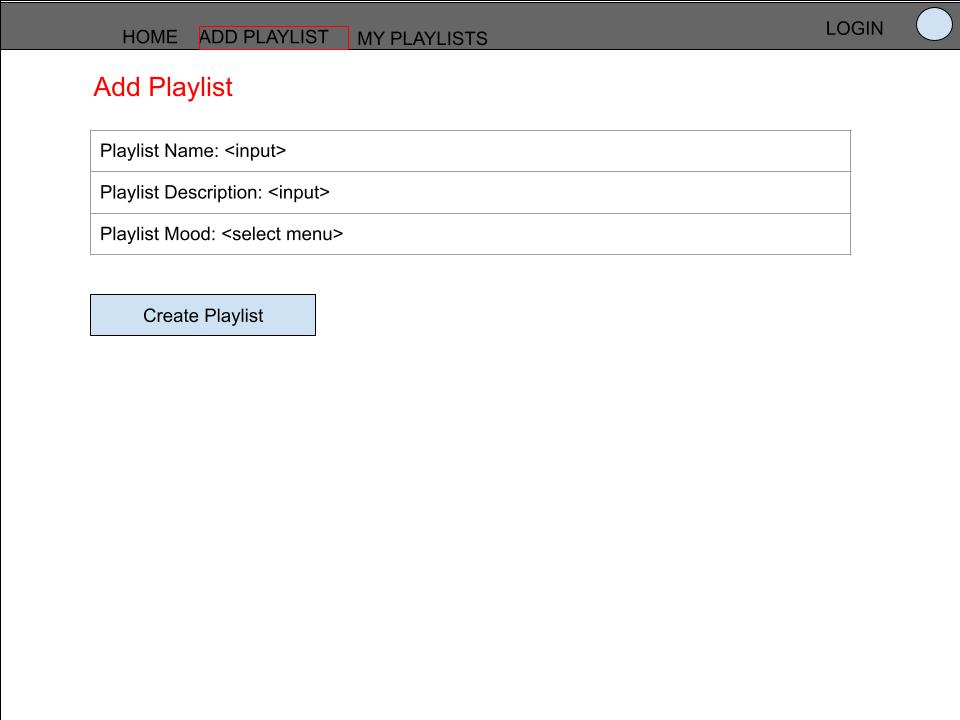 HOME ADD PLAYLIST MY PLAYLISTS LOGIN
Add Playlist
Playlist Name: <input>
Playlist Description: <input>
Playlist Mood: <select menu>
Create Playlist